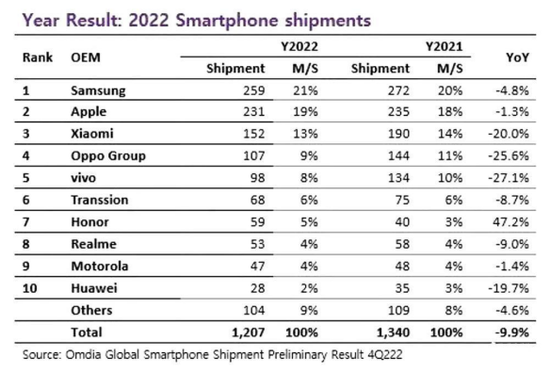 Year Result: 2022 Smartphone shipments
Y2022 Y2021
Rank OEM Shipment M/S Shipment M/S YoY
1 Samsung 259 21% 272 20% -4.8%
2 Apple 231 19% 235 18% -1.3%
3 Xiaomi 152 13% 190 14% -20.0%
4 Oppo Group 107 9% 144 11% -25.6%
5 vivo 98 8% 134 10% -27.1%
6 Transsion 68 6% 75 6% -8.7%
7 Honor 59 5% 40 3% 47.2%
8 Realme 53 4% 58 4% -9.0%
9 Motorola 47 4% 48 4% -1.4%
10 Huawei 28 2% 35 3% -19.7%
Others 104 9% 109 8% -4.6%
Total 1,207 100% 1,340 100% -9.9%
Source: Omdia Global Smartphone Shipment Preliminary Result 4Q222